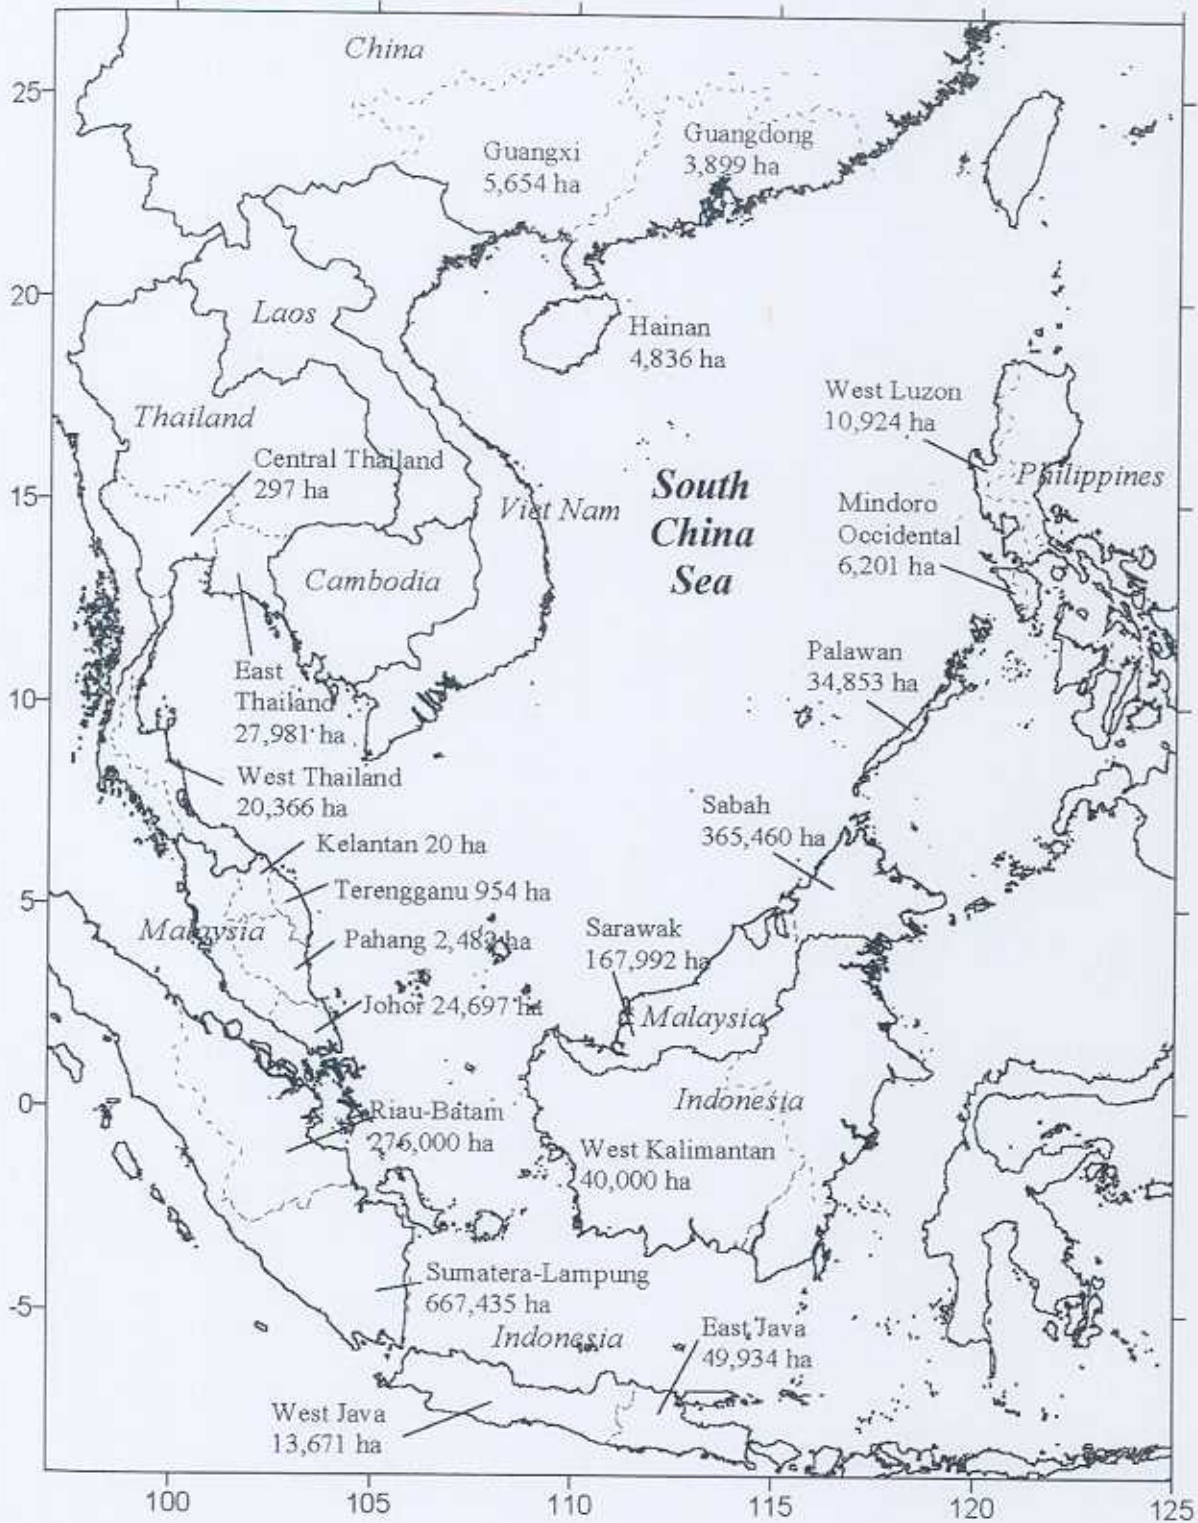 China
25
Guangxi
5,654 ha
Guangdong
3,899 ha
20
Laos
Hainan
4,836 ha
Thailand
West Luzon
10,924 ha
Central Thailand
297 ha
15
Viet Nam
South
China
Sea
Philippines
Mindoro
Occidental
6,201 ha
Cambodia
East
Thailand
27,981 ha
10
Palawan
34,853 ha
West Thailand
20,366 ha
Sabah
365,460 ha
Kelantan 20 ha
Terengganu 954 ha
5
Malaysia
Pahang 2,482 ha
Sarawak
167,992 ha
Johor 24,697 ha
Malaysia
0
Riau-Batam
276,000 ha
Indonesia
West Kalimantan
40,000 ha
Sumatera-Lampung
667,435 ha
-5
Indonesia
East Java
49,934 ha
West Java
13,671 ha
100
105
110
115
120
125